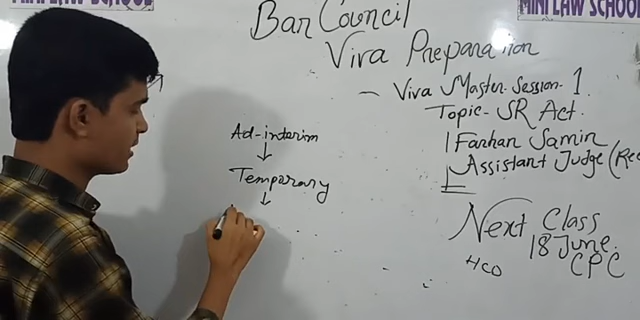 MINI LAW SCHOOL
MINI LAW SCHOOL
Bar Council
Viva Preparation
- Viva Master Session-1.
Topic- SR Act.
Farhan Samin
Assistant Judge (Rec
Ad-interim
↓
Temporary
↓
Next Class
18 June
CPC